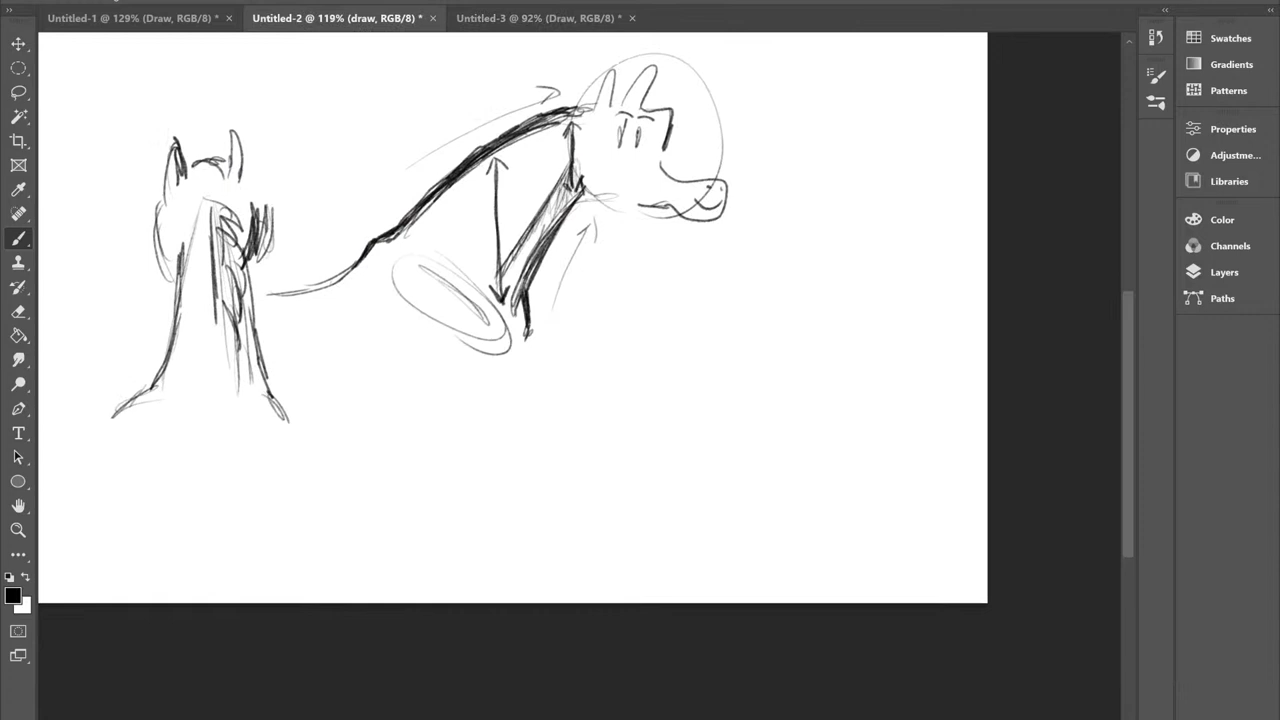 Untitled-1 @ 129% (Draw, RGB/8) * ×
Untitled-2 @ 119% (draw, RGB/8) * ×
Untitled-3 @ 92% (Draw, RGB/8) * ×
Swatches
Gradients
Patterns
Properties
Adjustme...
Libraries
Color
Channels
Layers
Paths